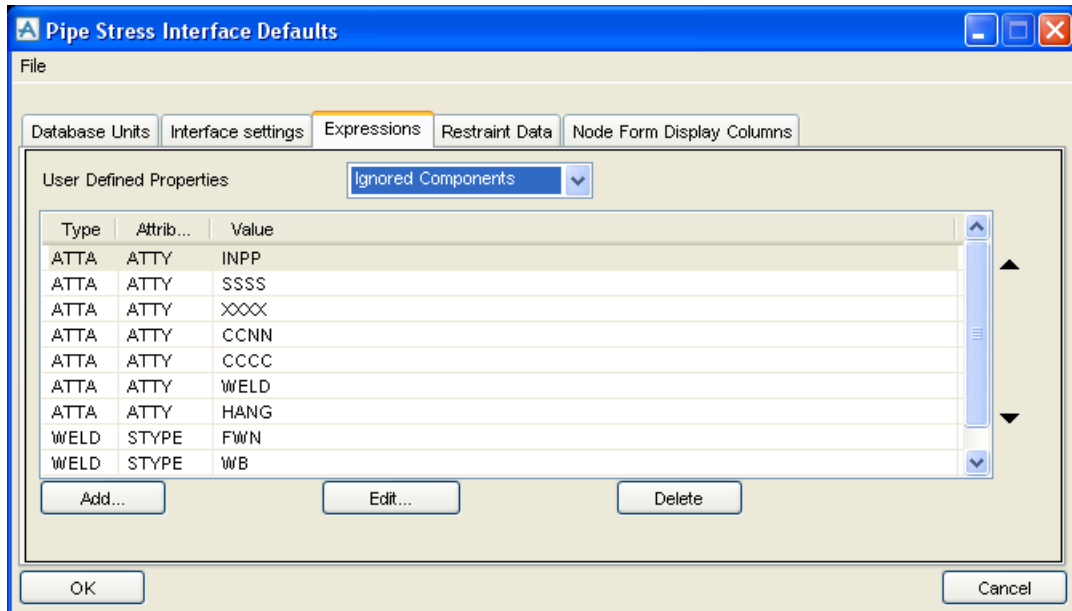 Pipe Stress Interface Defaults
File
Database Units Interface settings Expressions Restraint Data Node Form Display Columns
User Defined Properties Ignored Components
Type Attrib... Value
ATTA ATTY INPP
ATTA ATTY SSSS
ATTA ATTY XXXX
ATTA ATTY CCNN
ATTA ATTY CCCC
ATTA ATTY WELD
ATTA ATTY HANG
WELD STYPE FWN
WELD STYPE WB
Add... Edit... Delete
OK Cancel